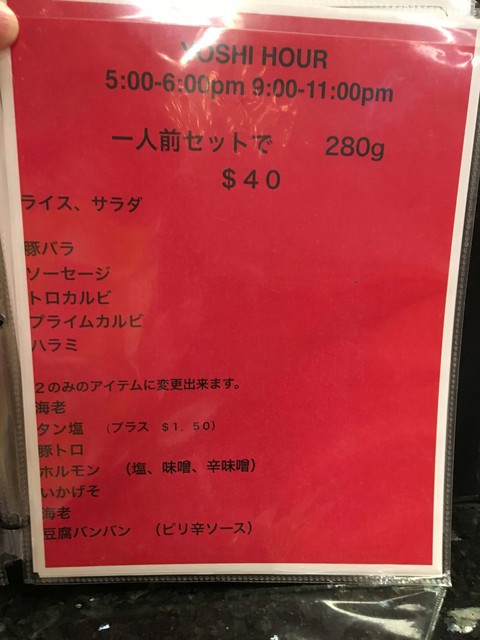 YOSHI HOUR
5:00-6:00pm 9:00-11:00pm
一人前セットで 280g
＄４０
ライス、サラダ
豚バラ
ソーセージ
トロカルビ
プライムカルビ
ハラミ
２のみのアイテムに変更出来ます。
海老
タン塩 （プラス ＄１．５０）
豚トロ
ホルモン （塩、味噌、辛味噌）
いかげそ
海老
豆腐バンバン （ピリ辛ソース）